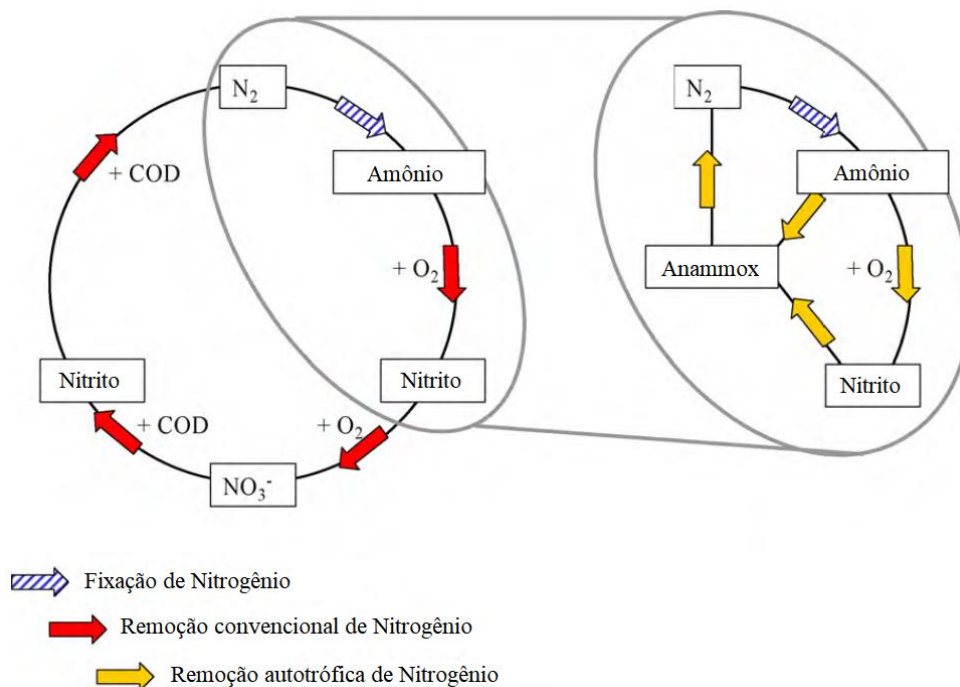 N₂
Amônio
+ O₂
Nitrito
+ O₂
NO₃⁻
+ COD
Nitrito
+ COD
N₂
Amônio
Anammox
+ O₂
Nitrito
Fixação de Nitrogênio
Remoção convencional de Nitrogênio
Remoção autotrófica de Nitrogênio